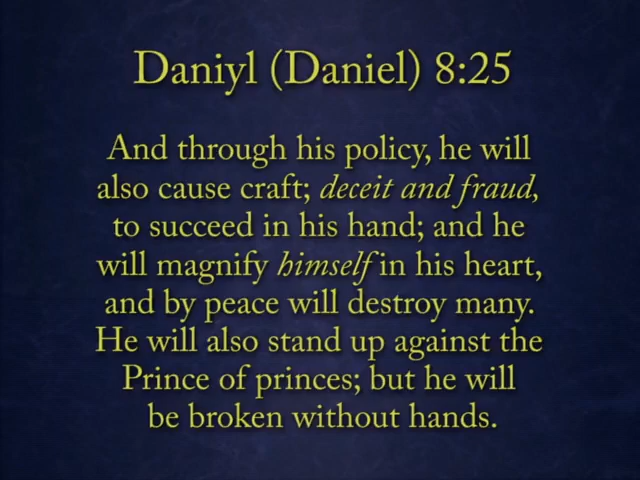 Daniyl (Daniel) 8:25
And through his policy, he will
also cause craft; deceit and fraud,
to succeed in his hand; and he
will magnify himself in his heart,
and by peace will destroy many.
He will also stand up against the
Prince of princes; but he will
be broken without hands.